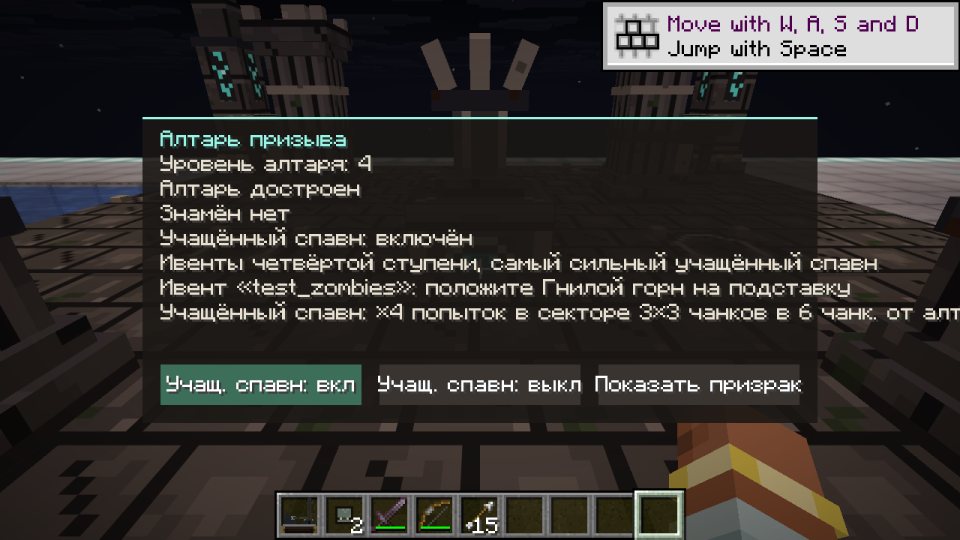 Move with W, A, S and D
Jump with Space
Алтарь призыва
Уровень алтаря: 4
Алтарь достроен
Знамён нет
Учащённый спавн: включён
Ивенты четвёртой ступени, самый сильный учащённый спавн
Ивент «test_zombies»: положите Гнилой горн на подставку
Учащённый спавн: ×4 попыток в секторе 3×3 чанков в 6 чанк. от алт
Учащ. спавн: вкл
Учащ. спавн: выкл
Показать призрак
2
15